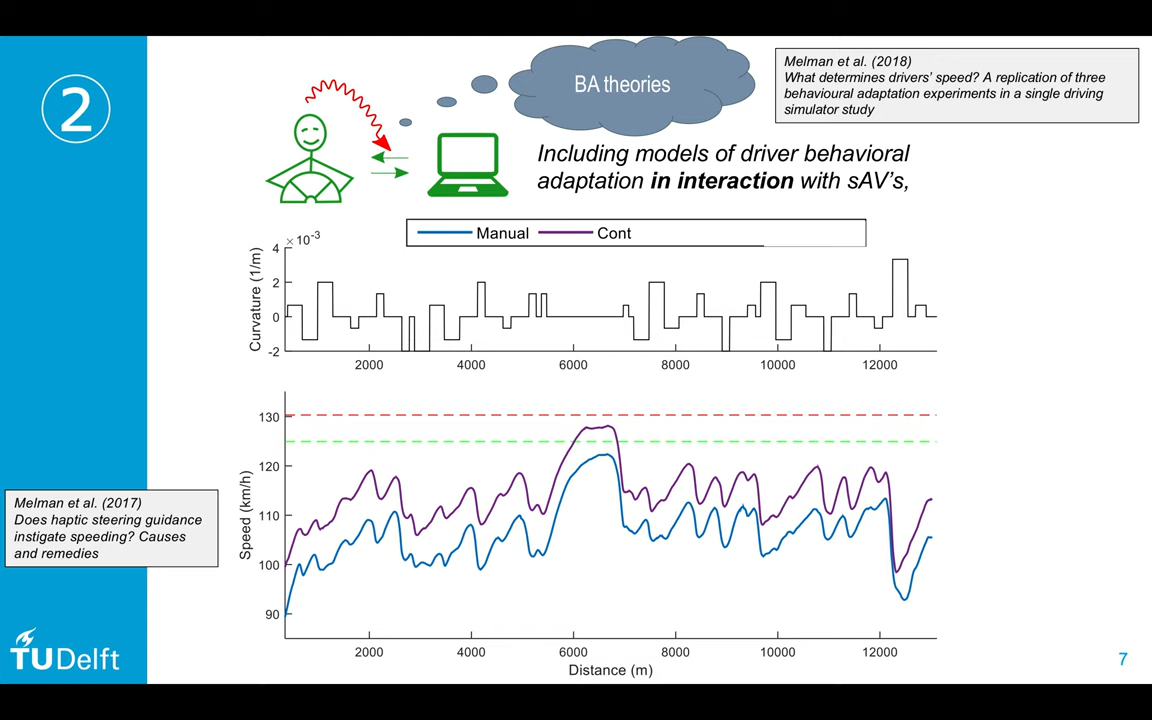 2
BA theories
Melman et al. (2018)
What determines drivers' speed? A replication of three
behavioural adaptation experiments in a single driving
simulator study
Including models of driver behavioral
adaptation in interaction with sAV's,
Manual
Cont
×10-3
Curvature (1/m)
4
2
0
-2
2000
4000
6000
8000
10000
12000
Speed (km/h)
130
120
110
100
90
2000
4000
6000
8000
10000
12000
Distance (m)
Melman et al. (2017)
Does haptic steering guidance
instigate speeding? Causes
and remedies
TUDelft
7